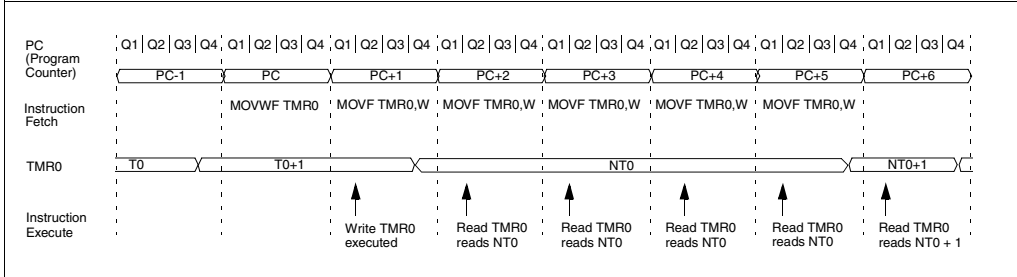 PC (Program Counter)
Q1 Q2 Q3 Q4 Q1 Q2 Q3 Q4 Q1 Q2 Q3 Q4 Q1 Q2 Q3 Q4 Q1 Q2 Q3 Q4 Q1 Q2 Q3 Q4 Q1 Q2 Q3 Q4 Q1 Q2 Q3 Q4
PC-1 PC PC+1 PC+2 PC+3 PC+4 PC+5 PC+6
Instruction Fetch
MOVWF TMR0 MOVF TMR0,W MOVF TMR0,W MOVF TMR0,W MOVF TMR0,W MOVF TMR0,W
TMR0
T0 T0+1 NT0 NT0+1
Instruction Execute
Write TMR0 executed
Read TMR0 reads NT0
Read TMR0 reads NT0
Read TMR0 reads NT0
Read TMR0 reads NT0
Read TMR0 reads NT0 + 1